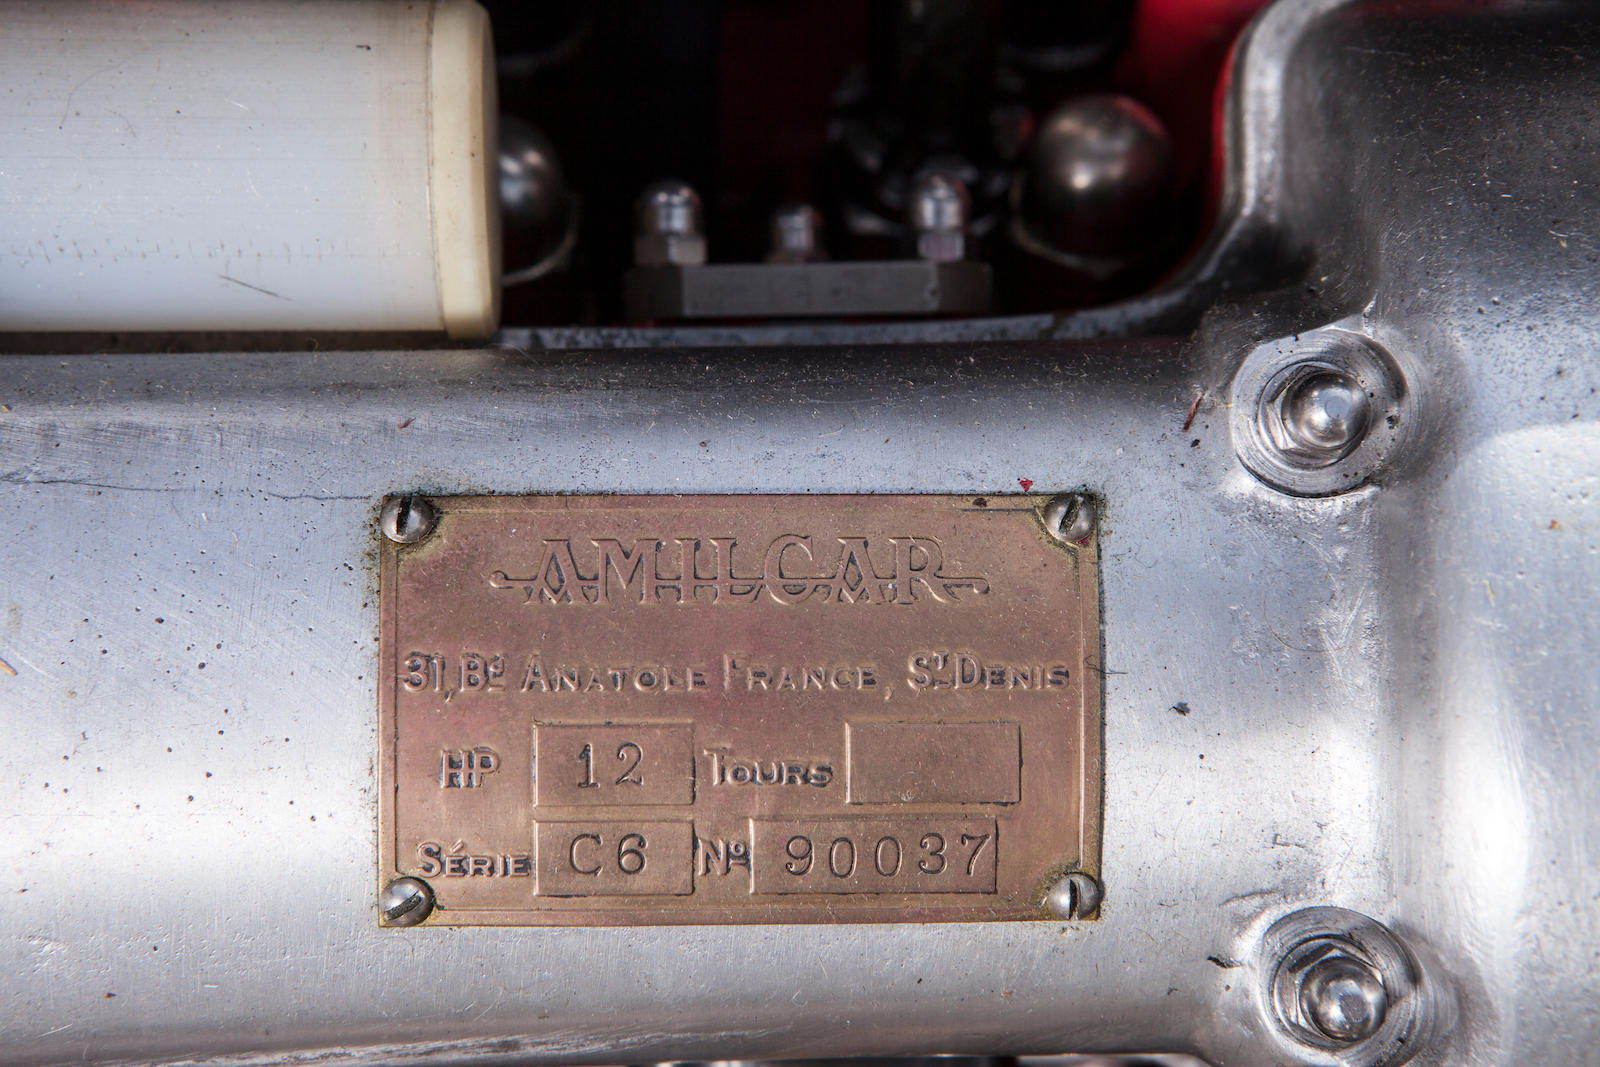 AMILCAR
31, Bd ANATOLE FRANCE, ST DENIS
HP 12 TOURS
SÉRIE C6 No 90037